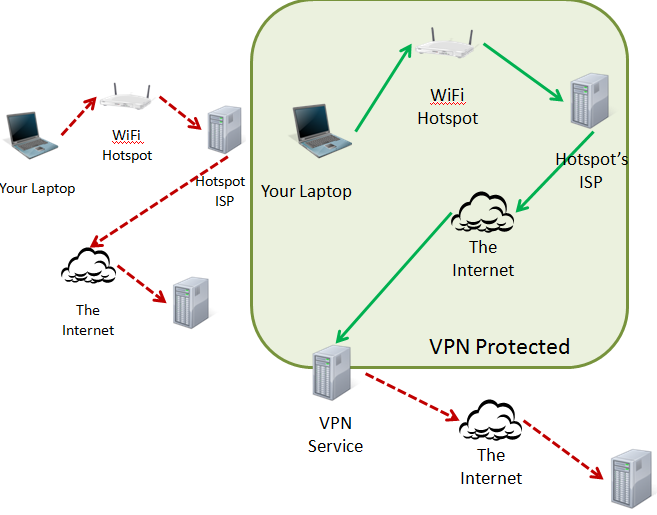 WiFi
Hotspot
Your Laptop
Hotspot
ISP
The
Internet
WiFi
Hotspot
Your Laptop
Hotspot's
ISP
The
Internet
VPN Protected
VPN
Service
The
Internet